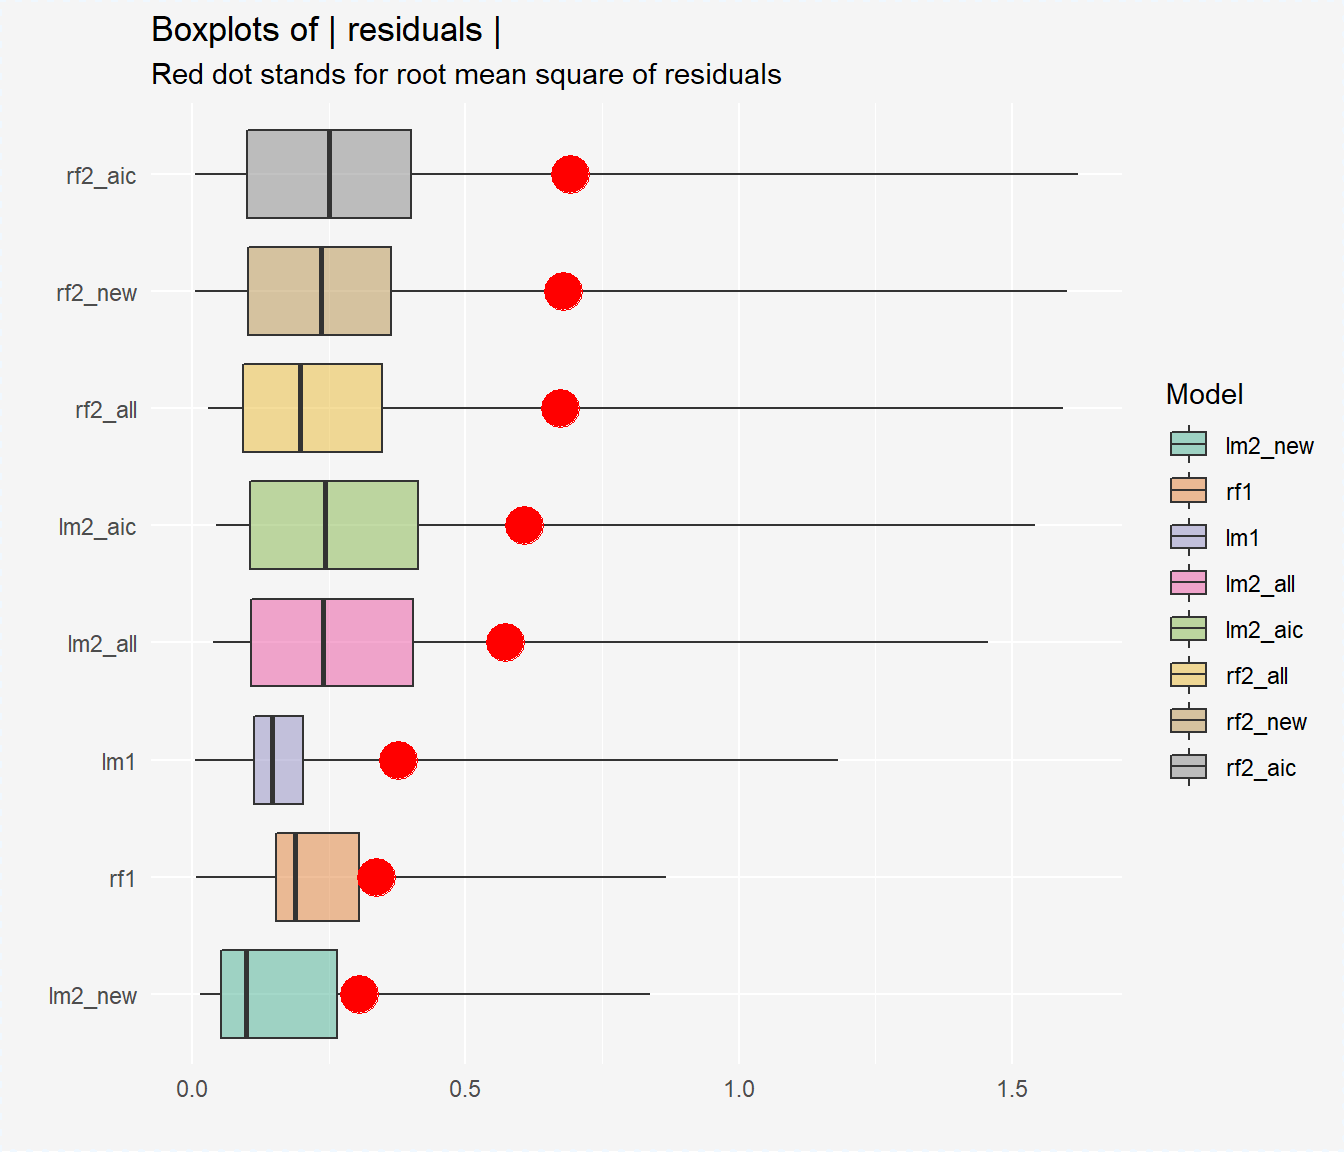 Boxplots of | residuals |
Red dot stands for root mean square of residuals
rf2_aic
rf2_new
rf2_all
lm2_aic
lm2_all
lm1
rf1
lm2_new
0.0 0.5 1.0 1.5
Model
lm2_new
rf1
lm1
lm2_all
lm2_aic
rf2_all
rf2_new
rf2_aic